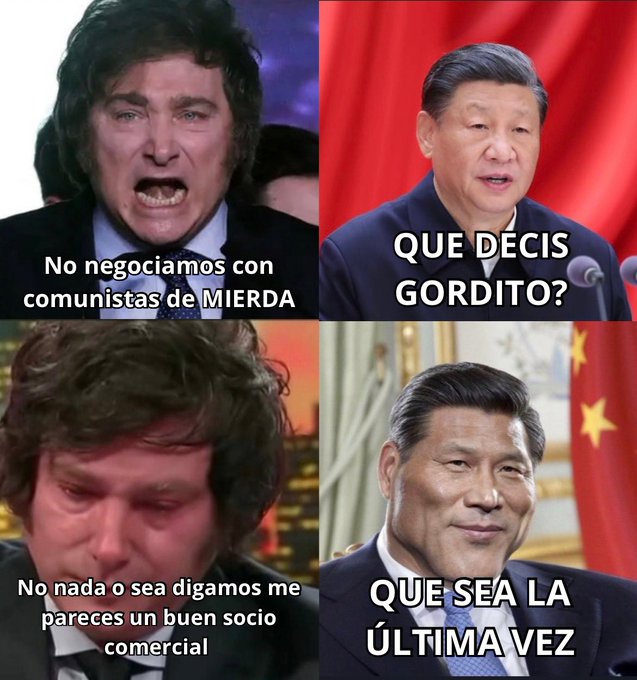 No negociamos con
comunistas de MIERDA
QUE DECIS
GORDITO?
No nada o sea digamos me
pareces un buen socio
comercial
QUE SEA LA
ÚLTIMA VEZ